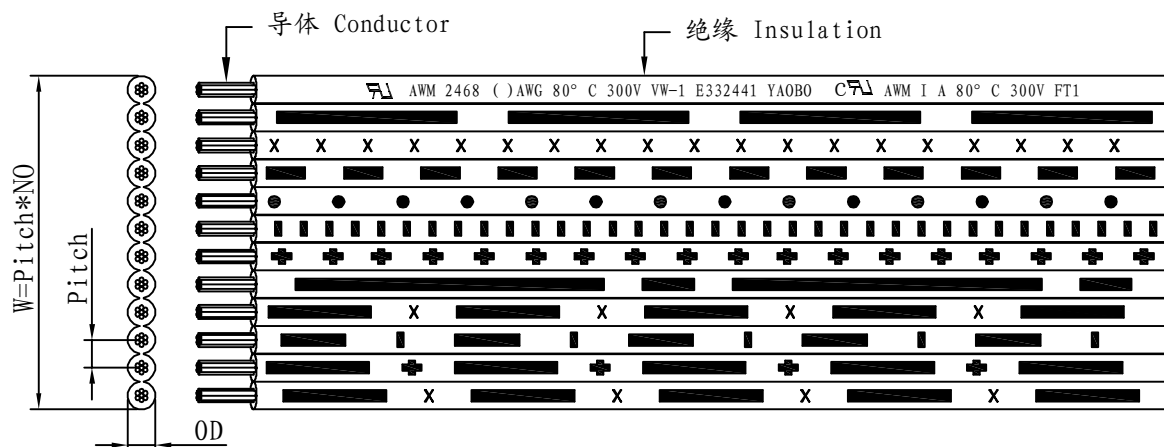 导体 Conductor
绝缘 Insulation
AWM 2468 ( )AWG 80° C 300V VW-1 E332441 YAOBO C AWM I A 80° C 300V FT1
W=Pitch*NO
Pitch
OD